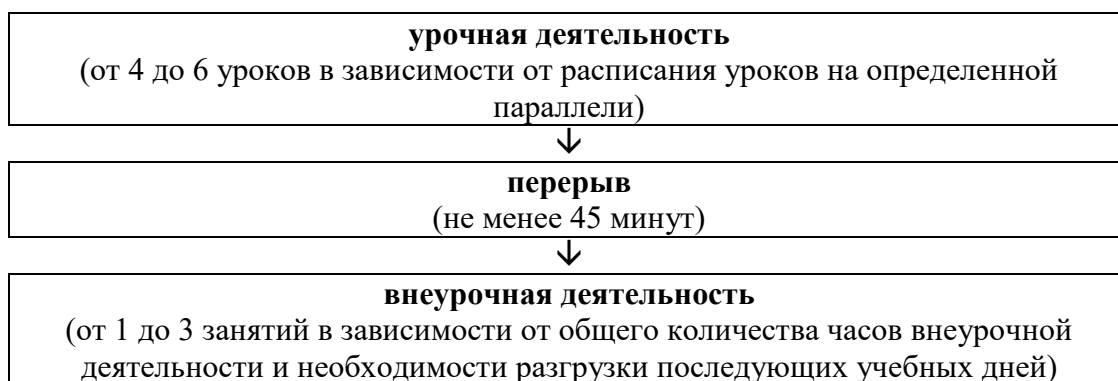 урочная деятельность
(от 4 до 6 уроков в зависимости от расписания уроков на определенной
параллели)
↓
перерыв
(не менее 45 минут)
↓
внеурочная деятельность
(от 1 до 3 занятий в зависимости от общего количества часов внеурочной
деятельности и необходимости разгрузки последующих учебных дней)